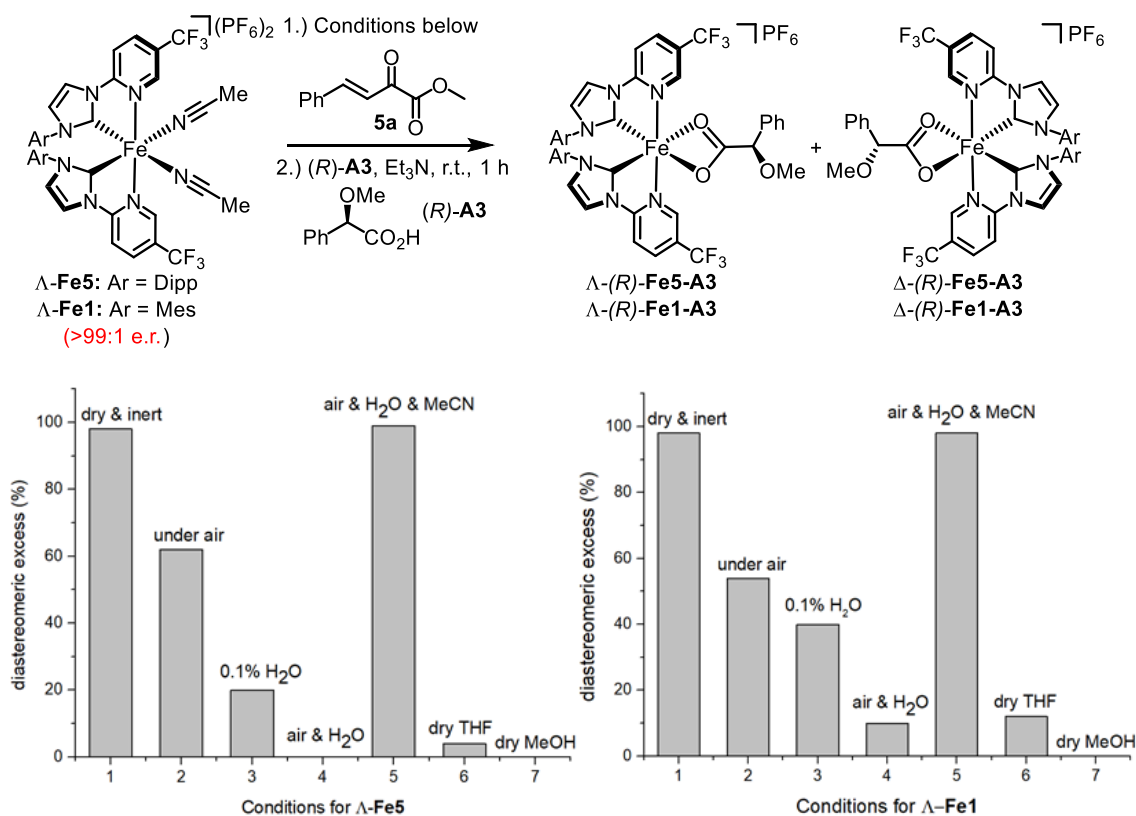 (PF6)2
1.) Conditions below
CF3
N
N
N
N≡C Me
Ar
Ar
N
Fe
N
N
N
N≡C Me
CF3
Ph
O
O
O
5a
2.) (R)-A3, Et3N, r.t., 1 h
OMe
Ph
CO2H
(R)-A3
Λ-Fe5: Ar = Dipp
Λ-Fe1: Ar = Mes
(>99:1 e.r.)
PF6
CF3
N
N
N
Ar
Ar
Fe
O
O
Ph
OMe
N
N
N
CF3
Λ-(R)-Fe5-A3
Λ-(R)-Fe1-A3
+
PF6
F3C
N
N
N
Ar
Ar
Fe
O
O
Ph
MeO
N
N
N
F3C
Δ-(R)-Fe5-A3
Δ-(R)-Fe1-A3
diastereomeric excess (%)
100
80
60
40
20
0
dry & inert
under air
0.1% H2O
air & H2O
air & H2O & MeCN
dry THF
dry MeOH
1 2 3 4 5 6 7
Conditions for Λ-Fe5
diastereomeric excess (%)
100
80
60
40
20
0
dry & inert
under air
0.1% H2O
air & H2O
air & H2O & MeCN
dry THF
dry MeOH
1 2 3 4 5 6 7
Conditions for Λ–Fe1